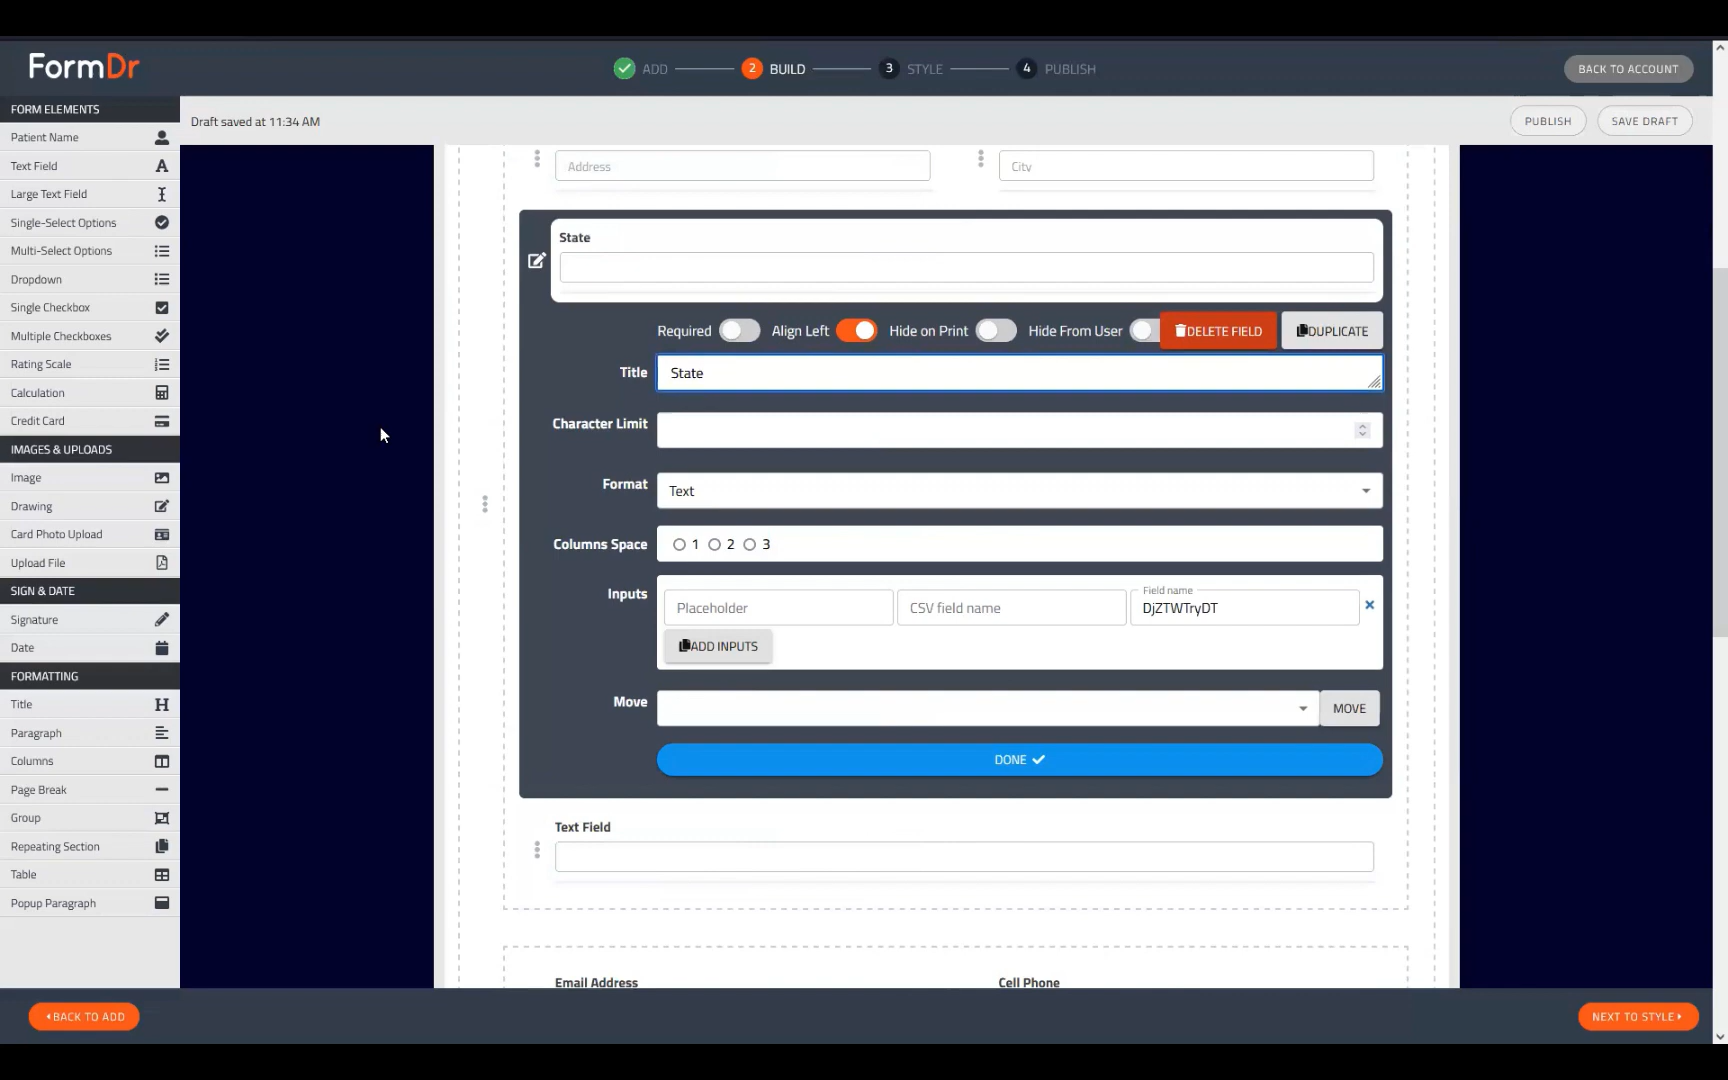 FormDr
ADD
2 BUILD
3 STYLE
4 PUBLISH
BACK TO ACCOUNT
FORM ELEMENTS
Patient Name
Text Field
Large Text Field
Single-Select Options
Multi-Select Options
Dropdown
Single Checkbox
Multiple Checkboxes
Rating Scale
Calculation
Credit Card
IMAGES & UPLOADS
Image
Drawing
Card Photo Upload
Upload File
SIGN & DATE
Signature
Date
FORMATTING
Title
Paragraph
Columns
Page Break
Group
Repeating Section
Table
Popup Paragraph
Draft saved at 11:34 AM
PUBLISH
SAVE DRAFT
Address
City
State
Required
Align Left
Hide on Print
Hide From User
DELETE FIELD
DUPLICATE
Title
State
Character Limit
Format
Text
Columns Space
1 2 3
Inputs
Placeholder
CSV field name
Field name
DjZTWTryDT
ADD INPUTS
Move
MOVE
DONE
Text Field
Email Address
Cell Phone
BACK TO ADD
NEXT TO STYLE